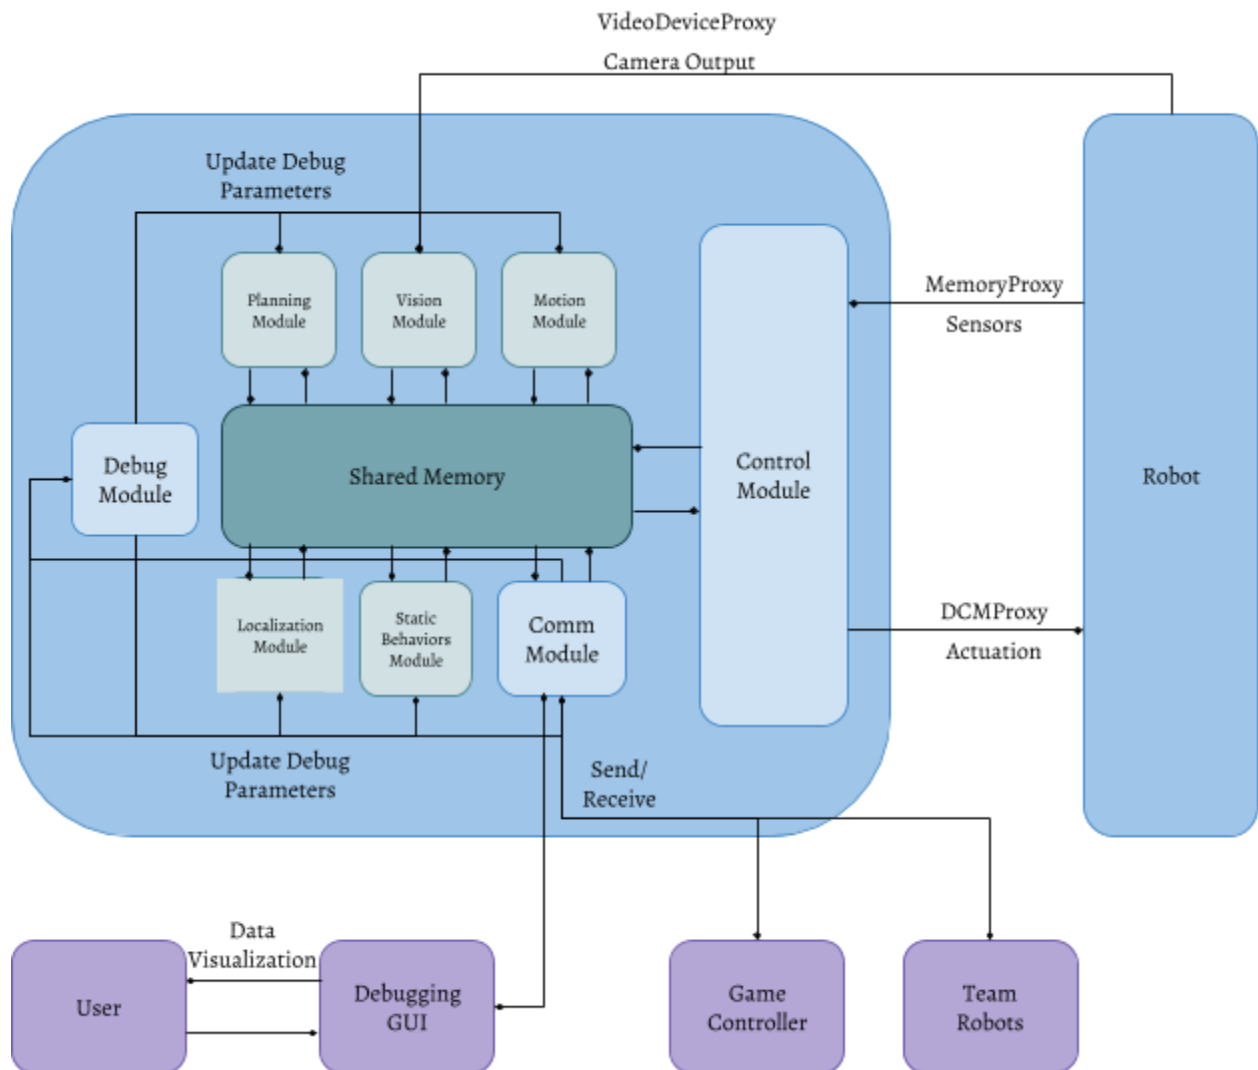 VideoDeviceProxy
Camera Output
Update Debug
Parameters
Planning
Module
Vision
Module
Motion
Module
MemoryProxy
Sensors
Debug
Module
Shared Memory
Control
Module
Robot
Localization
Module
Static
Behaviors
Module
Comm
Module
DCMProxy
Actuation
Update Debug
Parameters
Send/
Receive
Data
Visualization
User
Debugging
GUI
Game
Controller
Team
Robots